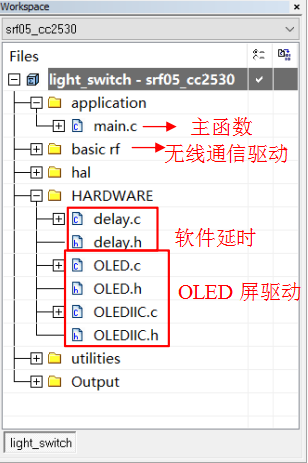 Workspace
srf05_cc2530
Files
light_switch - srf05_cc2530
application
main.c
主函数
basic rf
无线通信驱动
hal
HARDWARE
delay.c
delay.h
软件延时
OLED.c
OLED.h
OLED 屏驱动
OLEDIIC.c
OLEDIIC.h
utilities
Output
light_switch